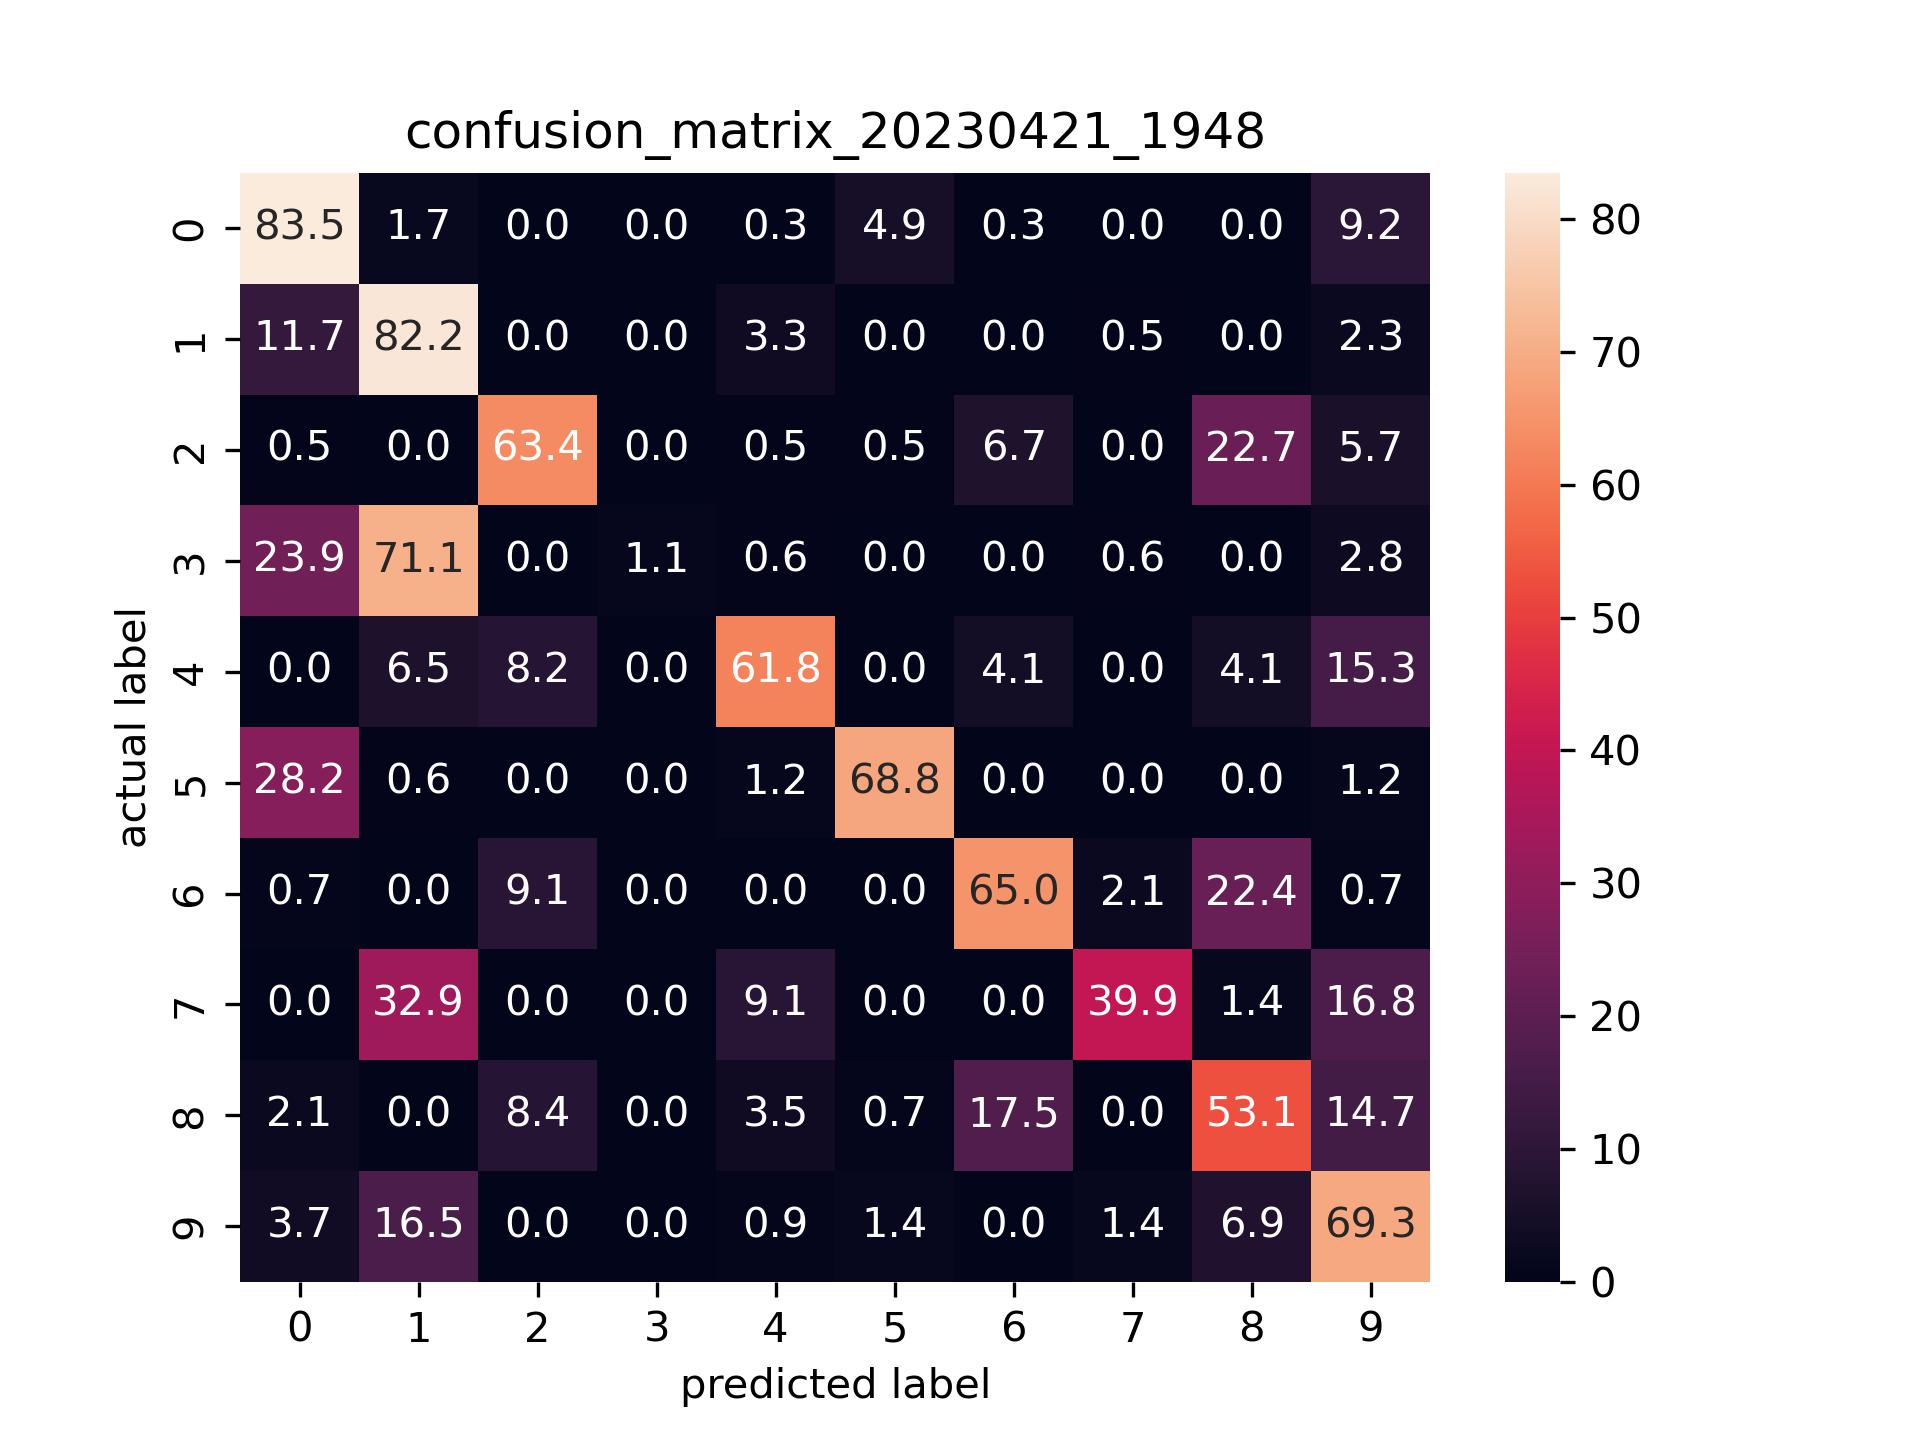 confusion_matrix_20230421_1948
0 83.5 1.7 0.0 0.0 0.3 4.9 0.3 0.0 0.0 9.2
1 11.7 82.2 0.0 0.0 3.3 0.0 0.0 0.5 0.0 2.3
2 0.5 0.0 63.4 0.0 0.5 0.5 6.7 0.0 22.7 5.7
3 23.9 71.1 0.0 1.1 0.6 0.0 0.0 0.6 0.0 2.8
4 0.0 6.5 8.2 0.0 61.8 0.0 4.1 0.0 4.1 15.3
5 28.2 0.6 0.0 0.0 1.2 68.8 0.0 0.0 0.0 1.2
6 0.7 0.0 9.1 0.0 0.0 0.0 65.0 2.1 22.4 0.7
7 0.0 32.9 0.0 0.0 9.1 0.0 0.0 39.9 1.4 16.8
8 2.1 0.0 8.4 0.0 3.5 0.7 17.5 0.0 53.1 14.7
9 3.7 16.5 0.0 0.0 0.9 1.4 0.0 1.4 6.9 69.3
0 1 2 3 4 5 6 7 8 9
predicted label
actual label
80
70
60
50
40
30
20
10
0